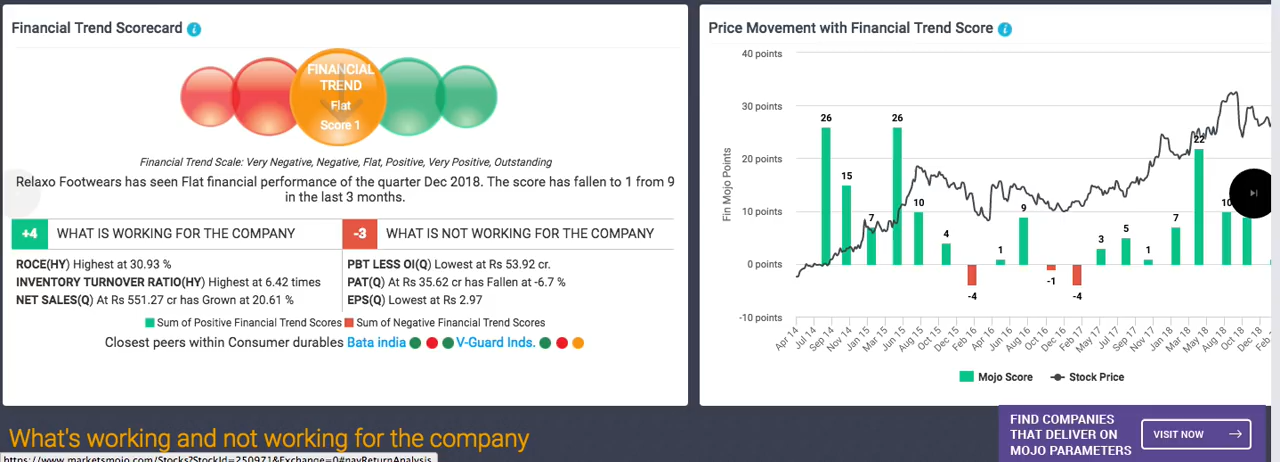 Financial Trend Scorecard i
FINANCIAL
TREND
Flat
Score 1
Financial Trend Scale: Very Negative, Negative, Flat, Positive, Very Positive, Outstanding
Relaxo Footwears has seen Flat financial performance of the quarter Dec 2018. The score has fallen to 1 from 9
in the last 3 months.
+4 WHAT IS WORKING FOR THE COMPANY
ROCE(HY) Highest at 30.93 %
INVENTORY TURNOVER RATIO(HY) Highest at 6.42 times
NET SALES(Q) At Rs 551.27 cr has Grown at 20.61 %
-3 WHAT IS NOT WORKING FOR THE COMPANY
PBT LESS OI(Q) Lowest at Rs 53.92 cr.
PAT(Q) At Rs 35.62 cr has Fallen at -6.7 %
EPS(Q) Lowest at Rs 2.97
Sum of Positive Financial Trend Scores Sum of Negative Financial Trend Scores
Closest peers within Consumer durables Bata india V-Guard Inds.
Price Movement with Financial Trend Score i
Fin Mojo Points
40 points
30 points
20 points
10 points
0 points
-10 points
26
15
7
26
10
4
-4
1
9
-1
-4
3
5
1
7
22
10
Apr 14
Jul 14
Sep 14
Nov 14
Jan 15
Mar 15
Jun 15
Aug 15
Oct 15
Dec 15
Feb 16
Apr 16
Jun 16
Aug 16
Oct 16
Dec 16
Feb 17
May 17
Jul 17
Sep 17
Nov 17
Jan 18
Mar 18
May 18
Aug 18
Oct 18
Dec 18
Feb
Mojo Score Stock Price
What's working and not working for the company
FIND COMPANIES
THAT DELIVER ON
MOJO PARAMETERS
VISIT NOW
https://www.marketsmojo.com/Stocks?StockId=250971&Exchange=0#navReturnAnalysis